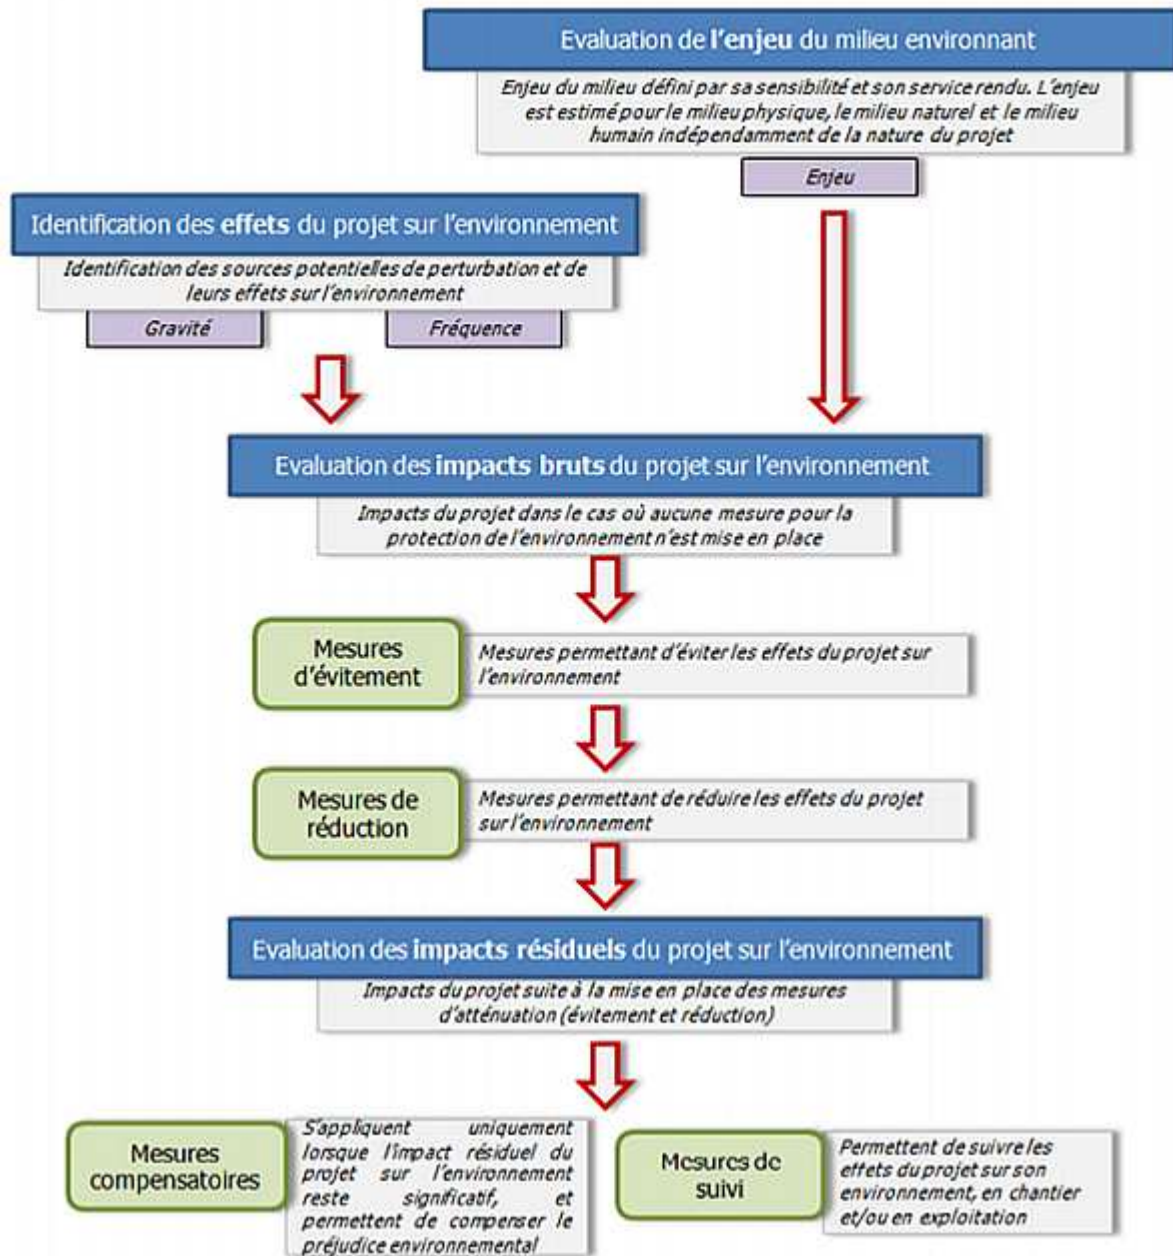 Evaluation de l'enjeu du milieu environnant
Enjeu du milieu défini par sa sensibilité et son service rendu. L'enjeu
est estimé pour le milieu physique, le milieu naturel et le milieu
humain indépendamment de la nature du projet
Enjeu
Identification des effets du projet sur l'environnement
Identification des sources potentielles de perturbation et de
leurs effets sur l'environnement
Gravité
Fréquence
Evaluation des impacts bruts du projet sur l'environnement
Impacts du projet dans le cas où aucune mesure pour la
protection de l'environnement n'est mise en place
Mesures
d'évitement
Mesures permettant d'éviter les effets du projet sur
l'environnement
Mesures de
réduction
Mesures permettant de réduire les effets du projet
sur l'environnement
Evaluation des impacts résiduels du projet sur l'environnement
Impacts du projet suite à la mise en place des mesures
d'atténuation (évitement et réduction)
Mesures
compensatoires
S'appliquent uniquement
lorsque l'impact résiduel du
projet sur l'environnement
reste significatif, et
permettent de compenser le
préjudice environnemental
Mesures de
suivi
Permettent de suivre les
effets du projet sur son
environnement, en chantier
et/ou en exploitation